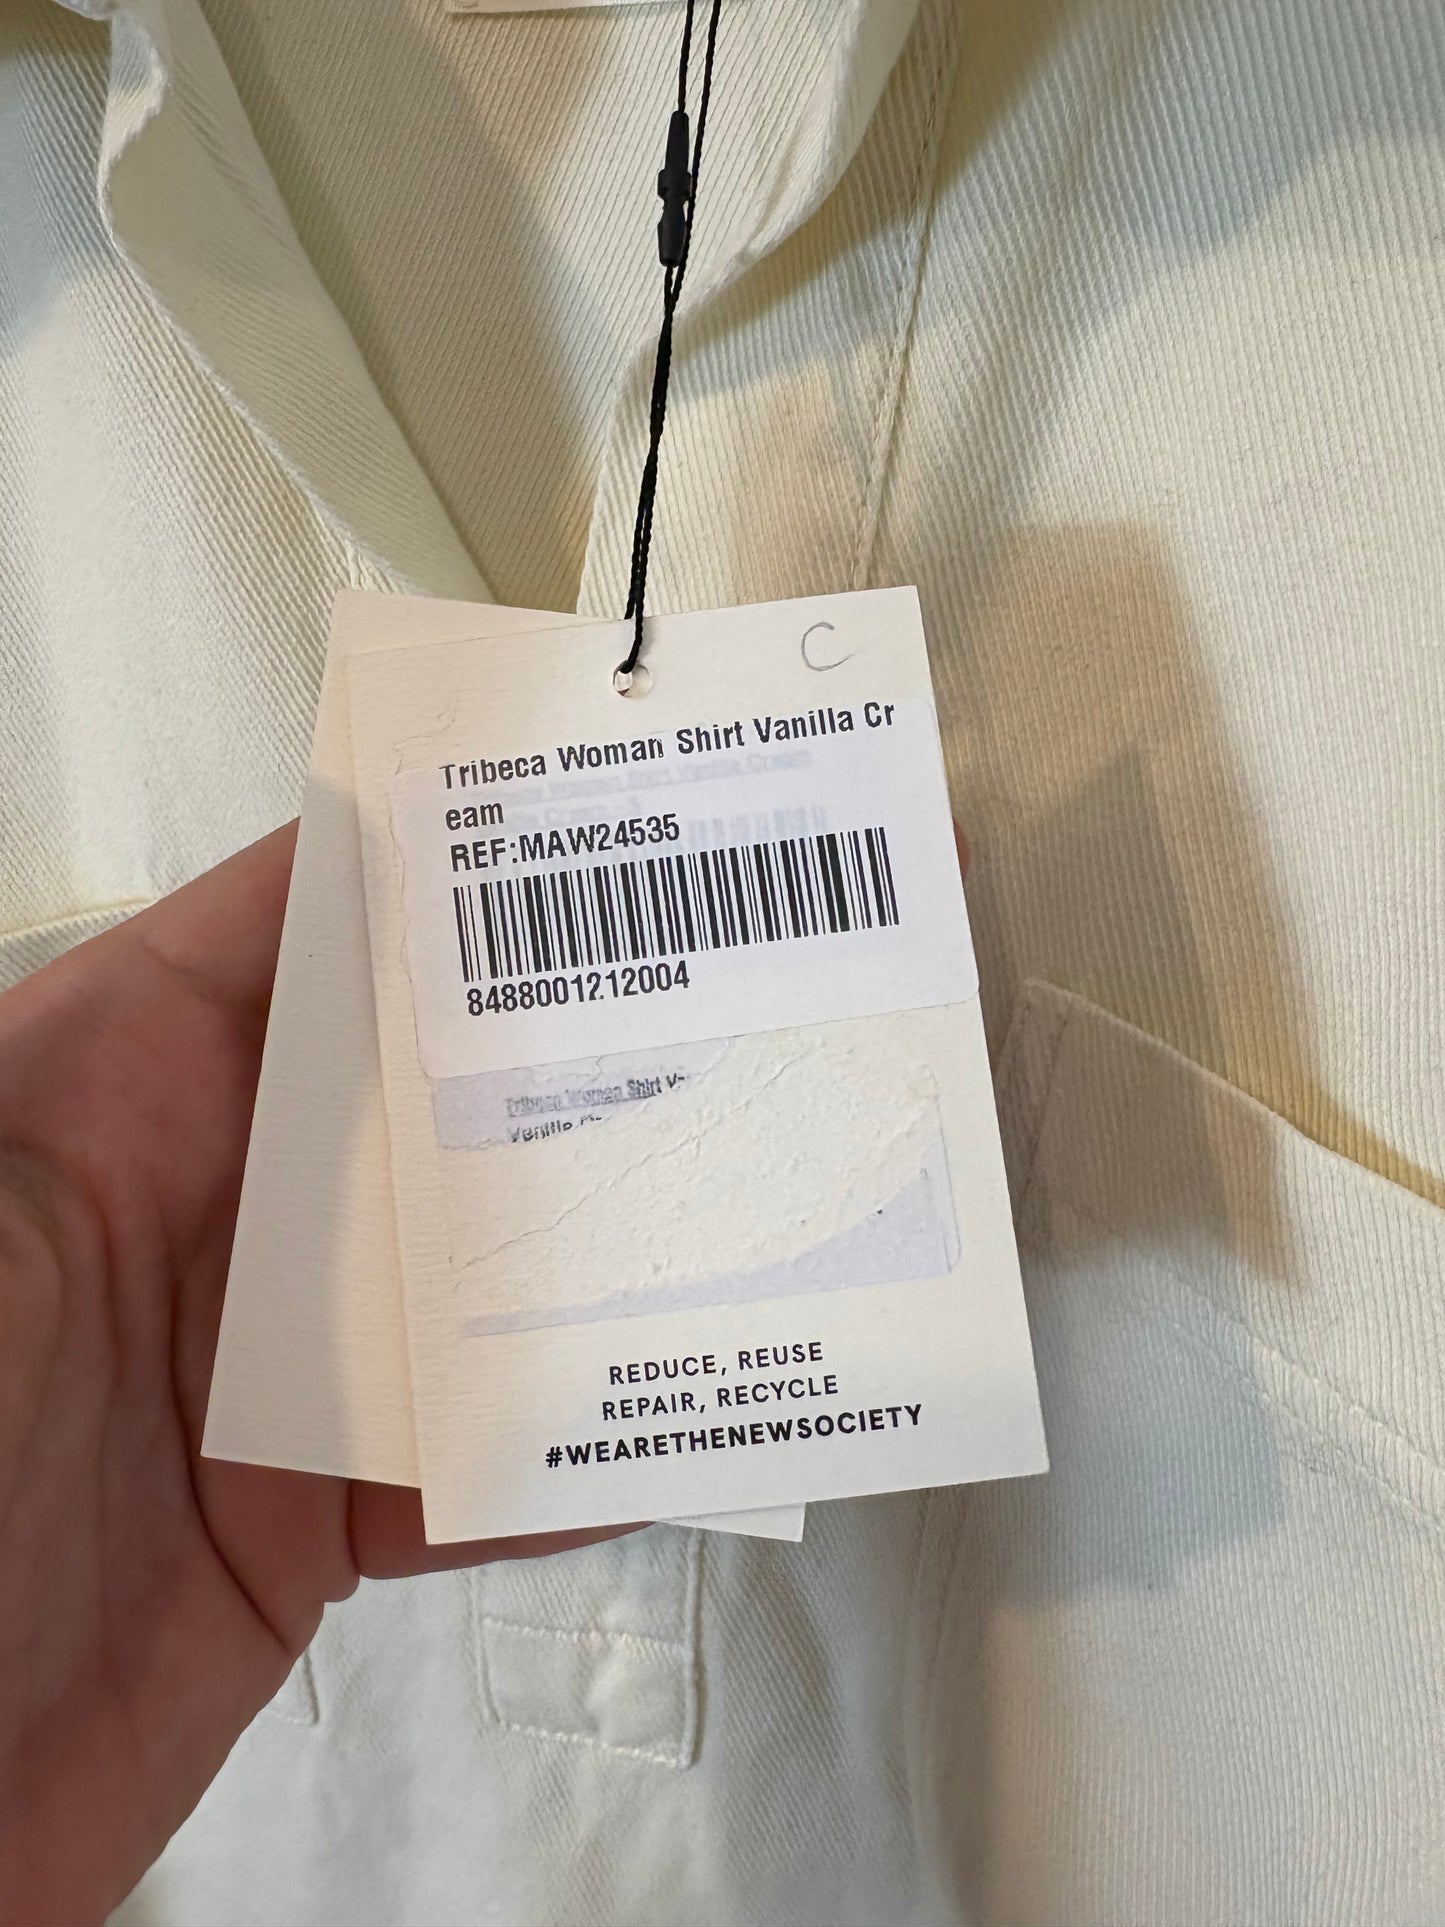 C
Tribeca Woman Shirt Vanilla Cr
eam
REF:MAW24535
8488001212004
Tribeca Woman Shirt
REDUCE, REUSE
REPAIR, RECYCLE
#WEARETHENEWSOCIETY